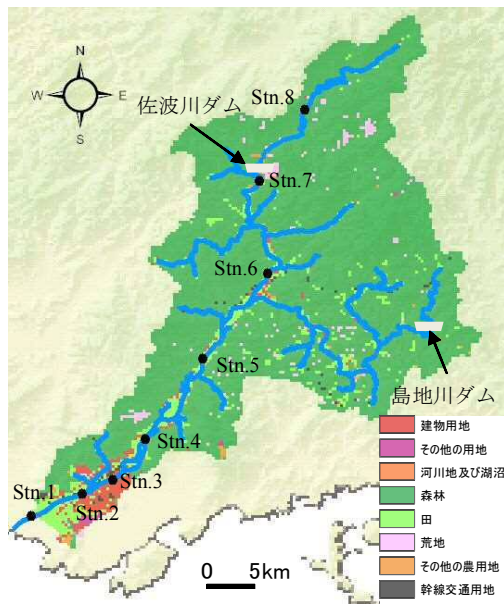 N
W
E
S
佐波川ダム
Stn.8
Stn.7
Stn.6
Stn.5
島地川ダム
Stn.4
Stn.3
Stn.1
Stn.2
0 5km
建物用地
その他の用地
河川地及び湖沼
森林
田
荒地
その他の農用地
幹線交通用地